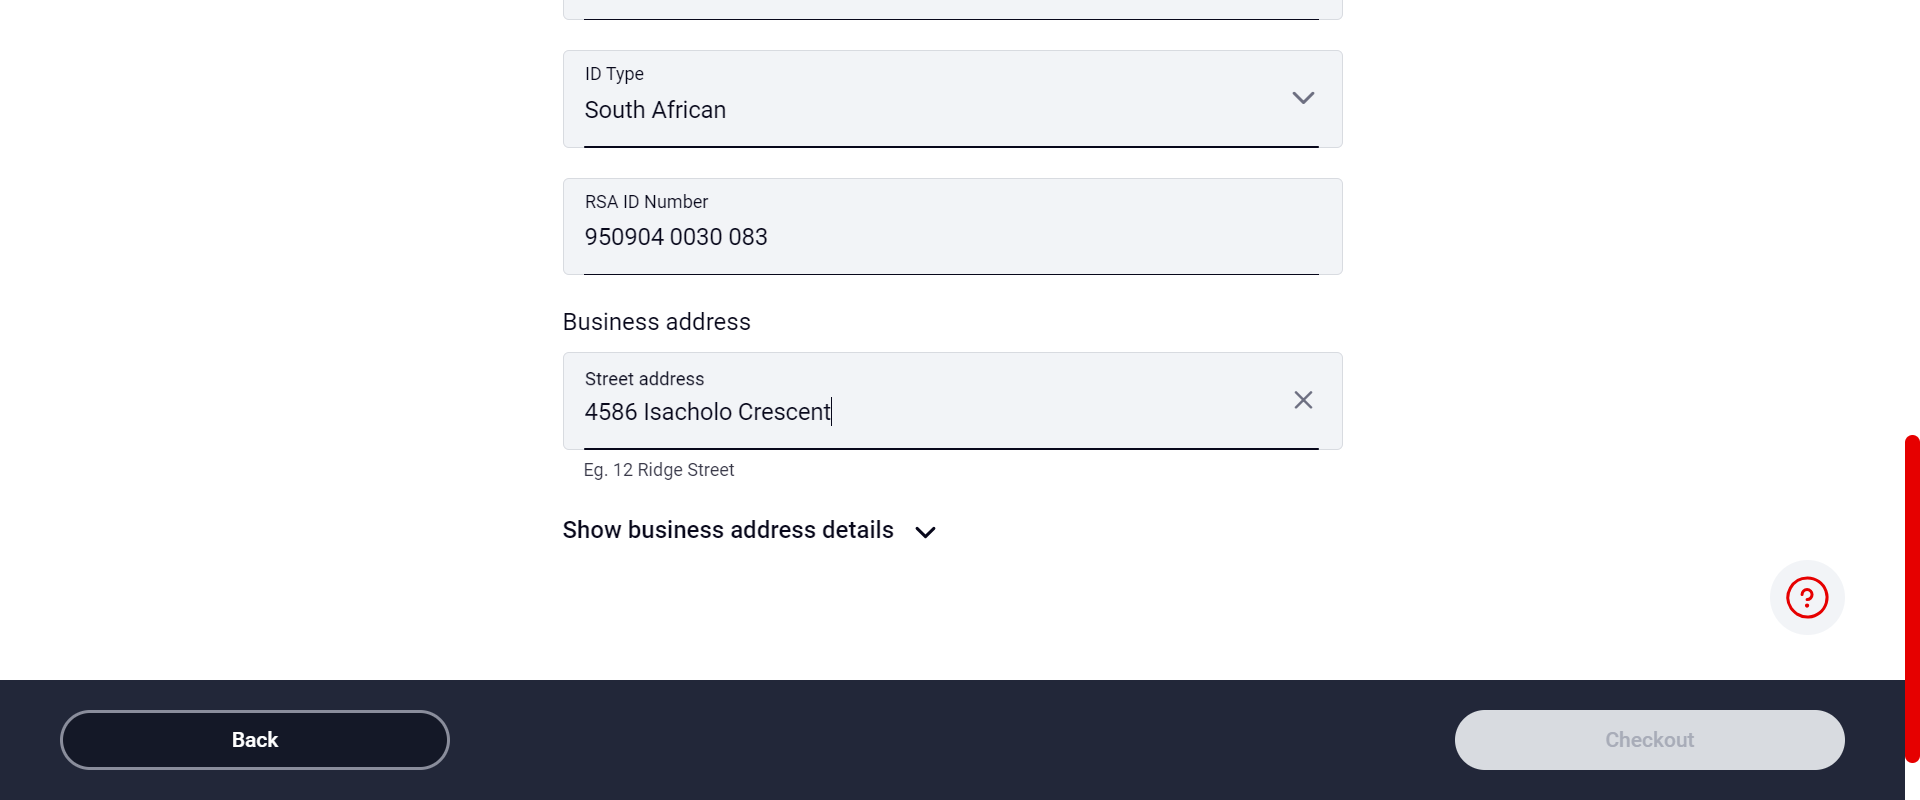 ID Type
South African
RSA ID Number
950904 0030 083
Business address
Street address
4586 Isacholo Crescent
Eg. 12 Ridge Street
Show business address details
?
Back
Checkout